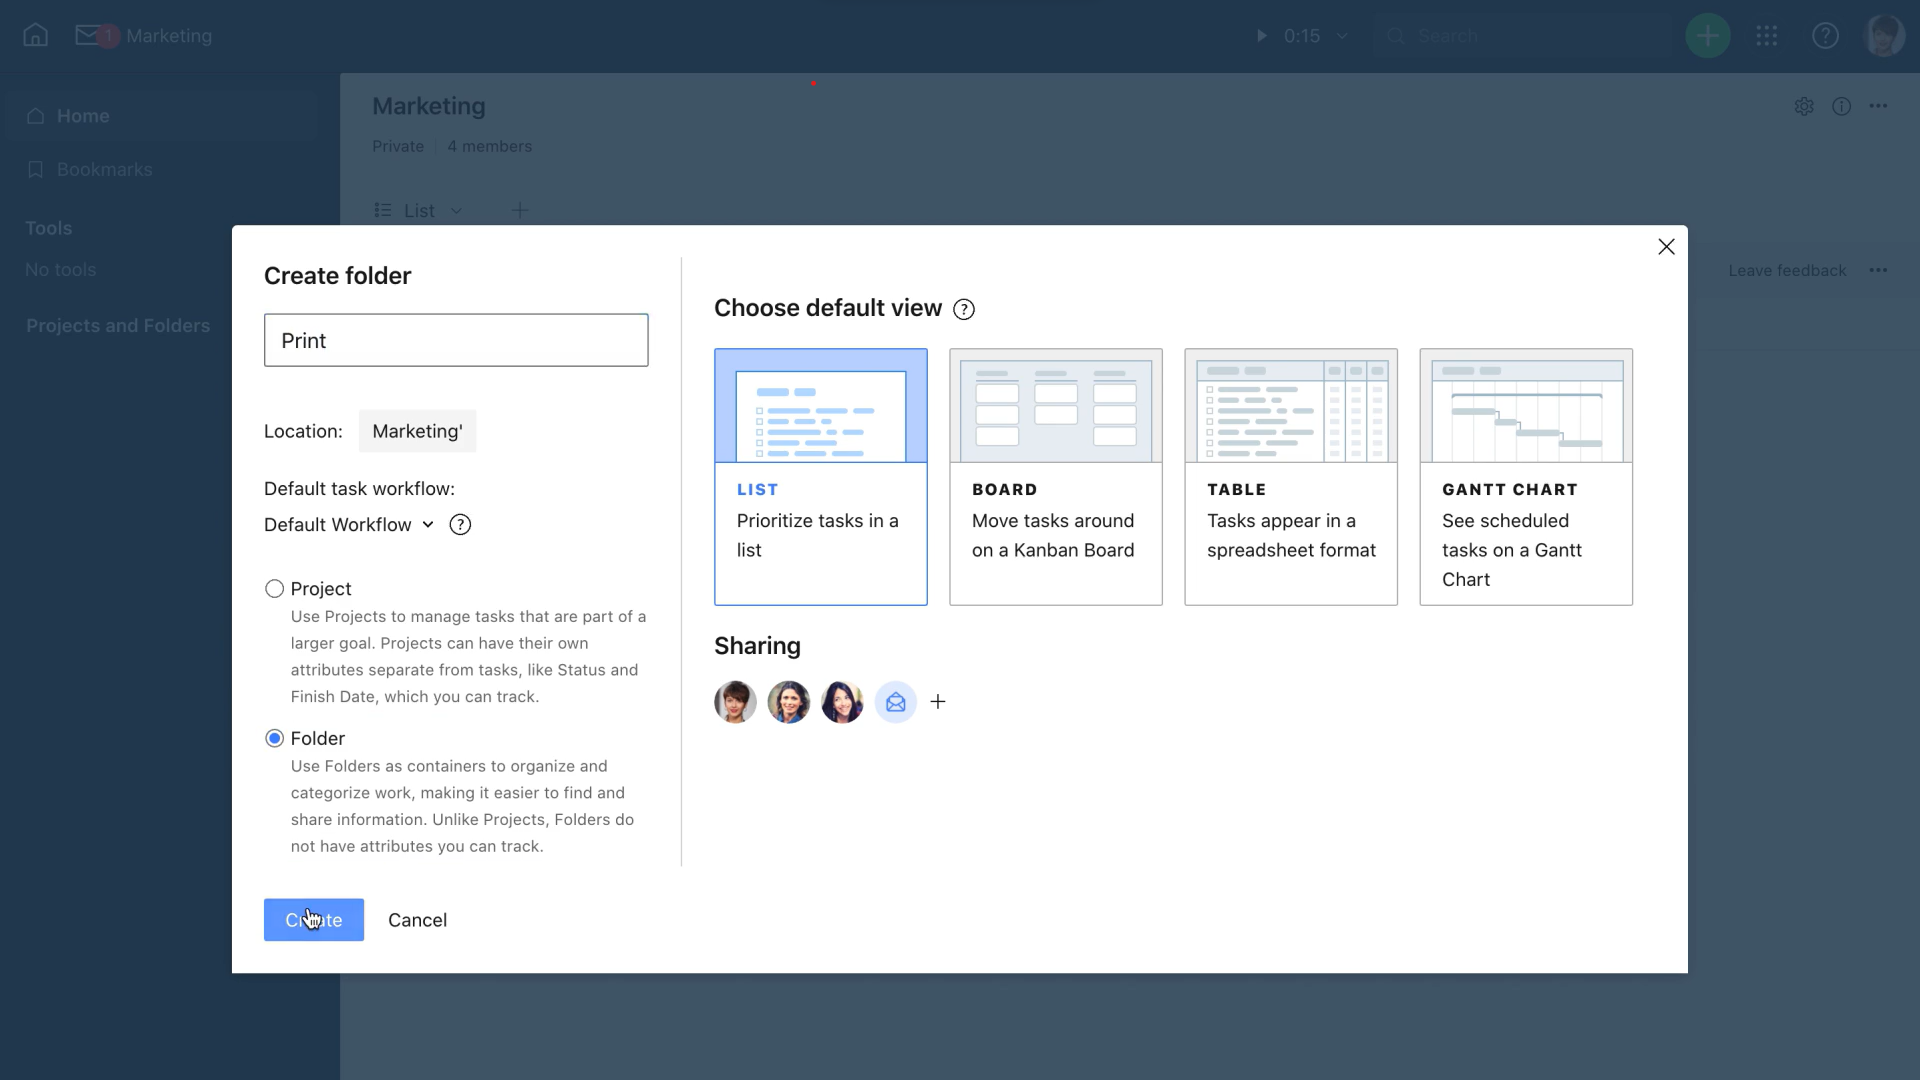 1 Marketing
0:15
Search
Home
Bookmarks
Tools
No tools
Projects and Folders
Marketing
Private
4 members
List
Leave feedback
Create folder
Print
Location: Marketing'
Default task workflow:
Default Workflow
Project
Use Projects to manage tasks that are part of a
larger goal. Projects can have their own
attributes separate from tasks, like Status and
Finish Date, which you can track.
Folder
Use Folders as containers to organize and
categorize work, making it easier to find and
share information. Unlike Projects, Folders do
not have attributes you can track.
Create
Cancel
Choose default view ?
LIST
Prioritize tasks in a
list
BOARD
Move tasks around
on a Kanban Board
TABLE
Tasks appear in a
spreadsheet format
GANTT CHART
See scheduled
tasks on a Gantt
Chart
Sharing